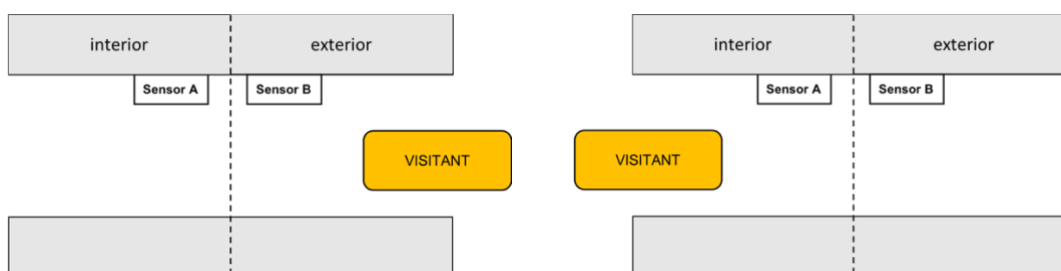 interior exterior
Sensor A Sensor B
VISITANT
interior exterior
Sensor A Sensor B
VISITANT